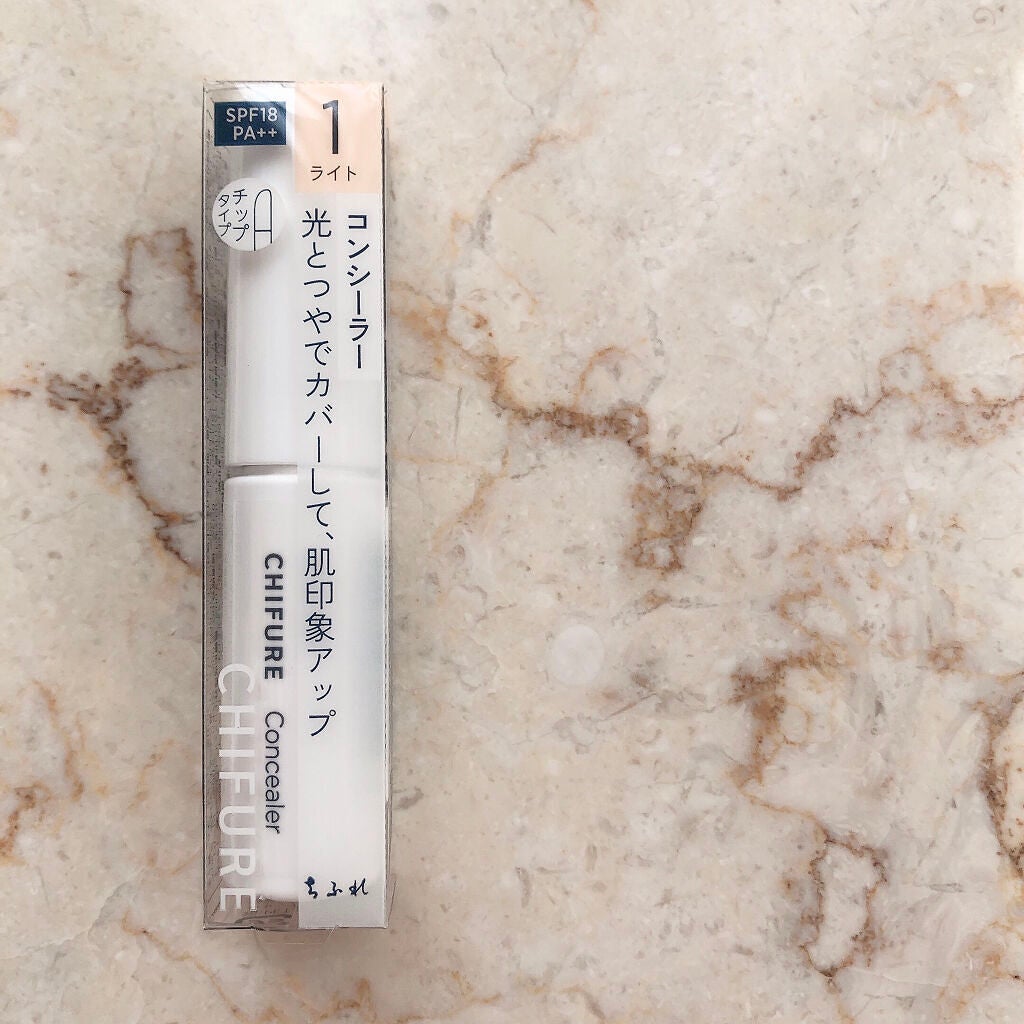 SPF18
PA++
1
ライト
チップ
タイプ
コンシーラー
光とつやでカバーして、肌印象アップ
CHIFURE Concealer
CHIFURE
ちふれ